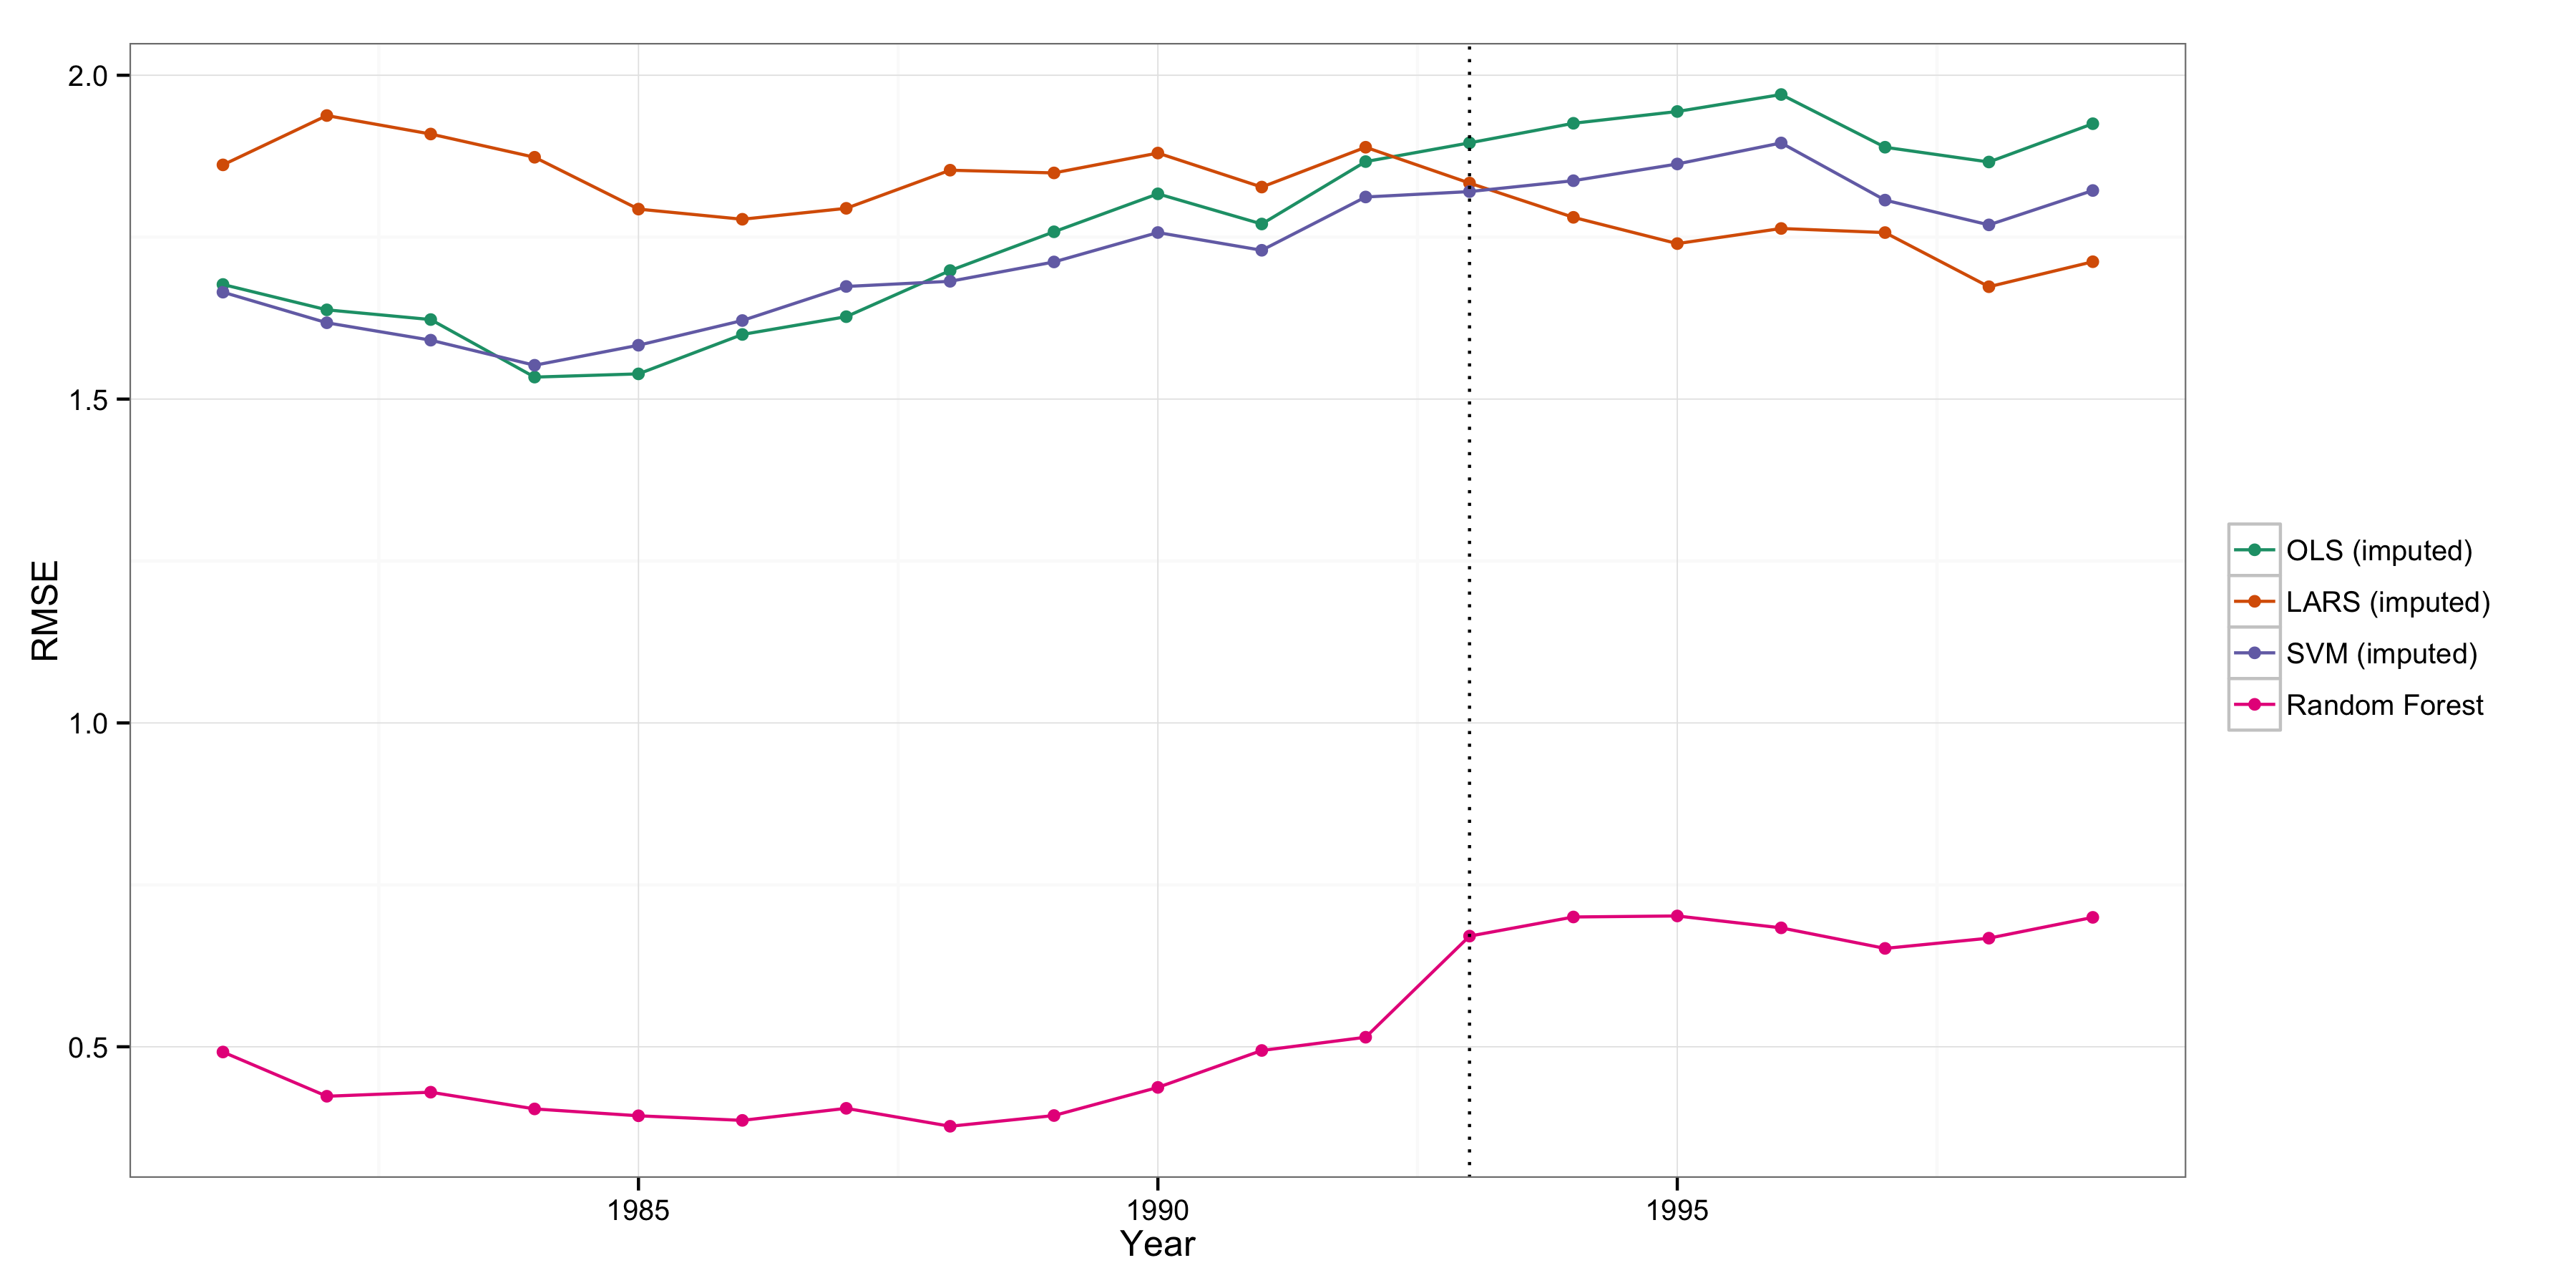 2.0
1.5
1.0
0.5
RMSE
1985
1990
1995
Year
OLS (imputed)
LARS (imputed)
SVM (imputed)
Random Forest